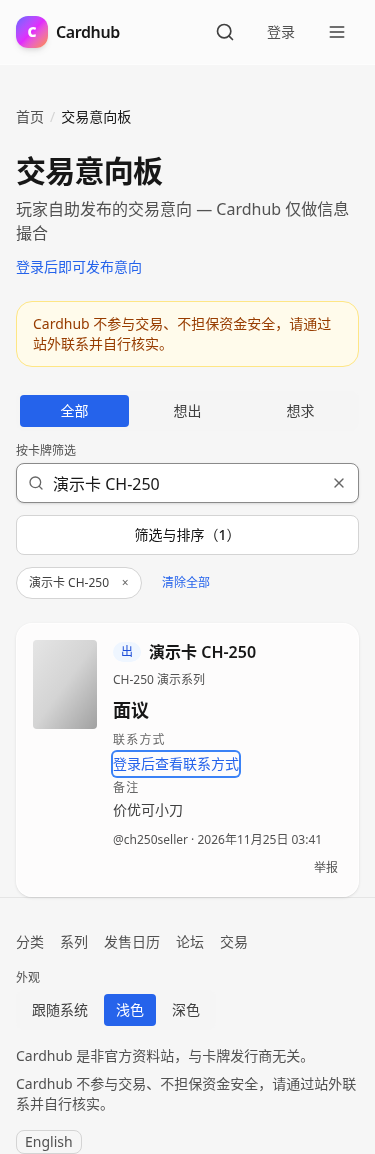 C Cardhub 登录
首页 / 交易意向板
交易意向板
玩家自助发布的交易意向 — Cardhub 仅做信息
撮合
登录后即可发布意向
Cardhub 不参与交易、不担保资金安全，请通过
站外联系并自行核实。
全部 想出 想求
按卡牌筛选
演示卡 CH-250 ×
筛选与排序（1）
演示卡 CH-250 × 清除全部
出 演示卡 CH-250
CH-250 演示系列
面议
联系方式
登录后查看联系方式
备注
价优可小刀
@ch250seller · 2026年11月25日 03:41
举报
分类 系列 发售日历 论坛 交易
外观
跟随系统 浅色 深色
Cardhub 是非官方资料站，与卡牌发行商无关。
Cardhub 不参与交易、不担保资金安全，请通过站外联
系并自行核实。
English